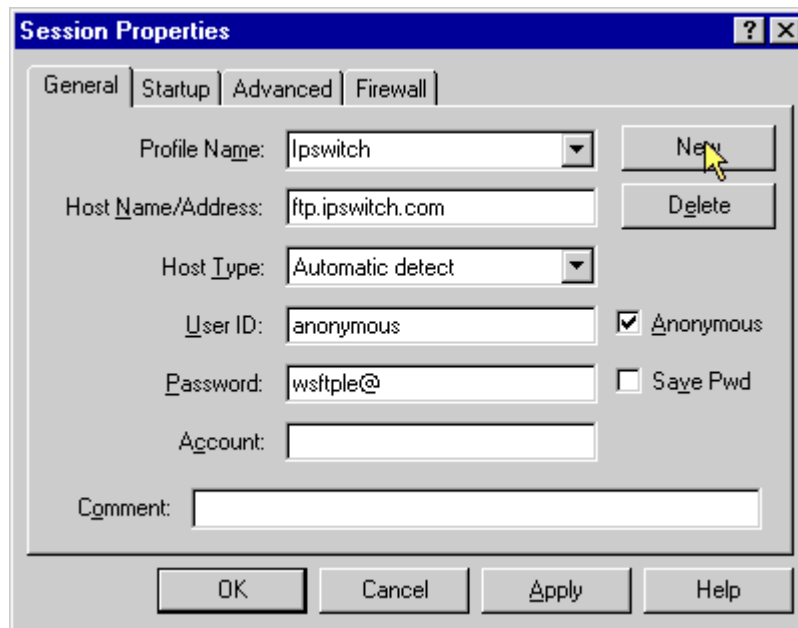 Session Properties
General Startup Advanced Firewall
Profile Name: Ipswitch New
Host Name/Address: ftp.ipswitch.com Delete
Host Type: Automatic detect
User ID: anonymous Anonymous
Password: wsftple@ Save Pwd
Account:
Comment:
OK Cancel Apply Help